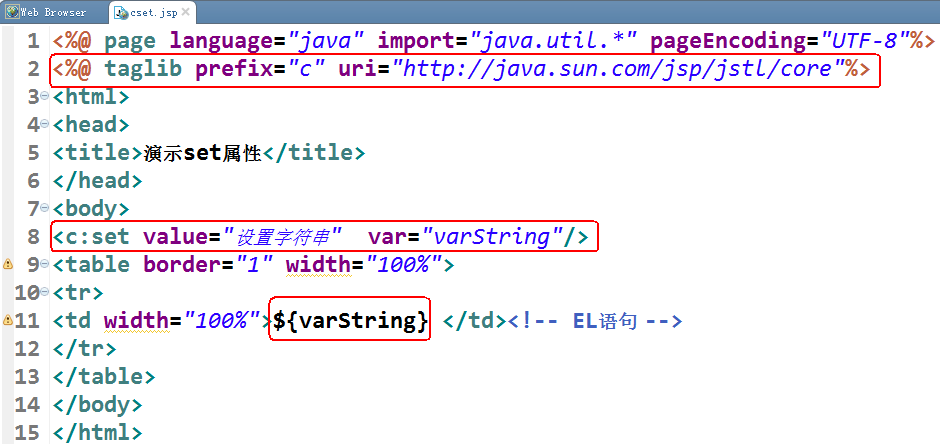 Web Browser cset.jsp
1 <%@ page language="java" import="java.util.*" pageEncoding="UTF-8"%>
2 <%@ taglib prefix="c" uri="http://java.sun.com/jsp/jstl/core"%>
3 <html>
4 <head>
5 <title>演示set属性</title>
6 </head>
7 <body>
8 <c:set value="设置字符串"  var="varString"/>
9 <table border="1" width="100%">
10 <tr>
11 <td width="100%">${varString} </td><!-- EL语句 -->
12 </tr>
13 </table>
14 </body>
15 </html>